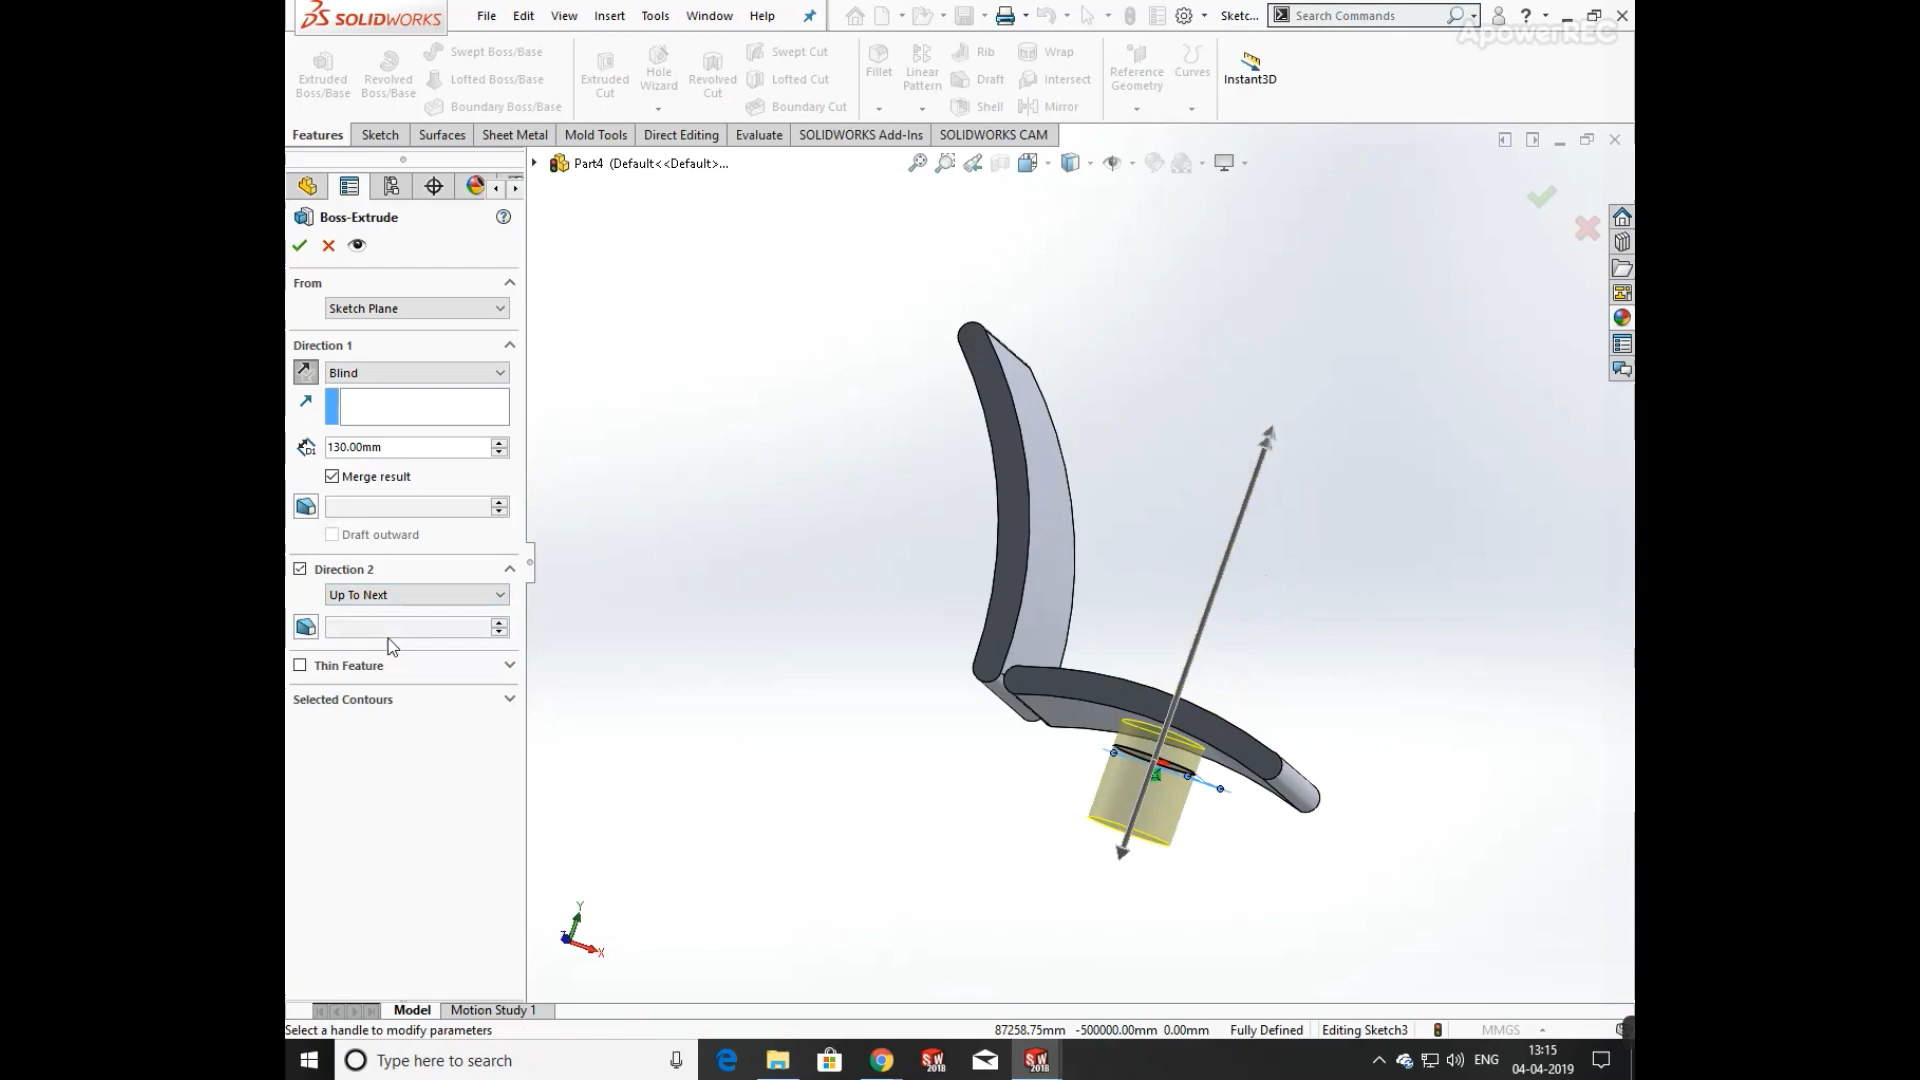 SOLIDWORKS File Edit View Insert Tools Window Help Sketc... Search Commands ?
ApowerREC
Extruded Boss/Base
Revolved Boss/Base
Swept Boss/Base
Lofted Boss/Base
Boundary Boss/Base
Extruded Cut
Hole Wizard
Revolved Cut
Swept Cut
Lofted Cut
Boundary Cut
Fillet
Linear Pattern
Rib
Draft
Shell
Wrap
Intersect
Mirror
Reference Geometry
Curves
Instant3D
Features Sketch Surfaces Sheet Metal Mold Tools Direct Editing Evaluate SOLIDWORKS Add-Ins SOLIDWORKS CAM
Part4 (Default<<Default>...
Boss-Extrude
From
Sketch Plane
Direction 1
Blind
130.00mm
Merge result
Draft outward
Direction 2
Up To Next
Thin Feature
Selected Contours
Y
Z
X
Model Motion Study 1
Select a handle to modify parameters 87258.75mm -500000.00mm 0.00mm Fully Defined Editing Sketch3 MMGS
Type here to search SW 2018 SW 2018 ENG 13:15
04-04-2019